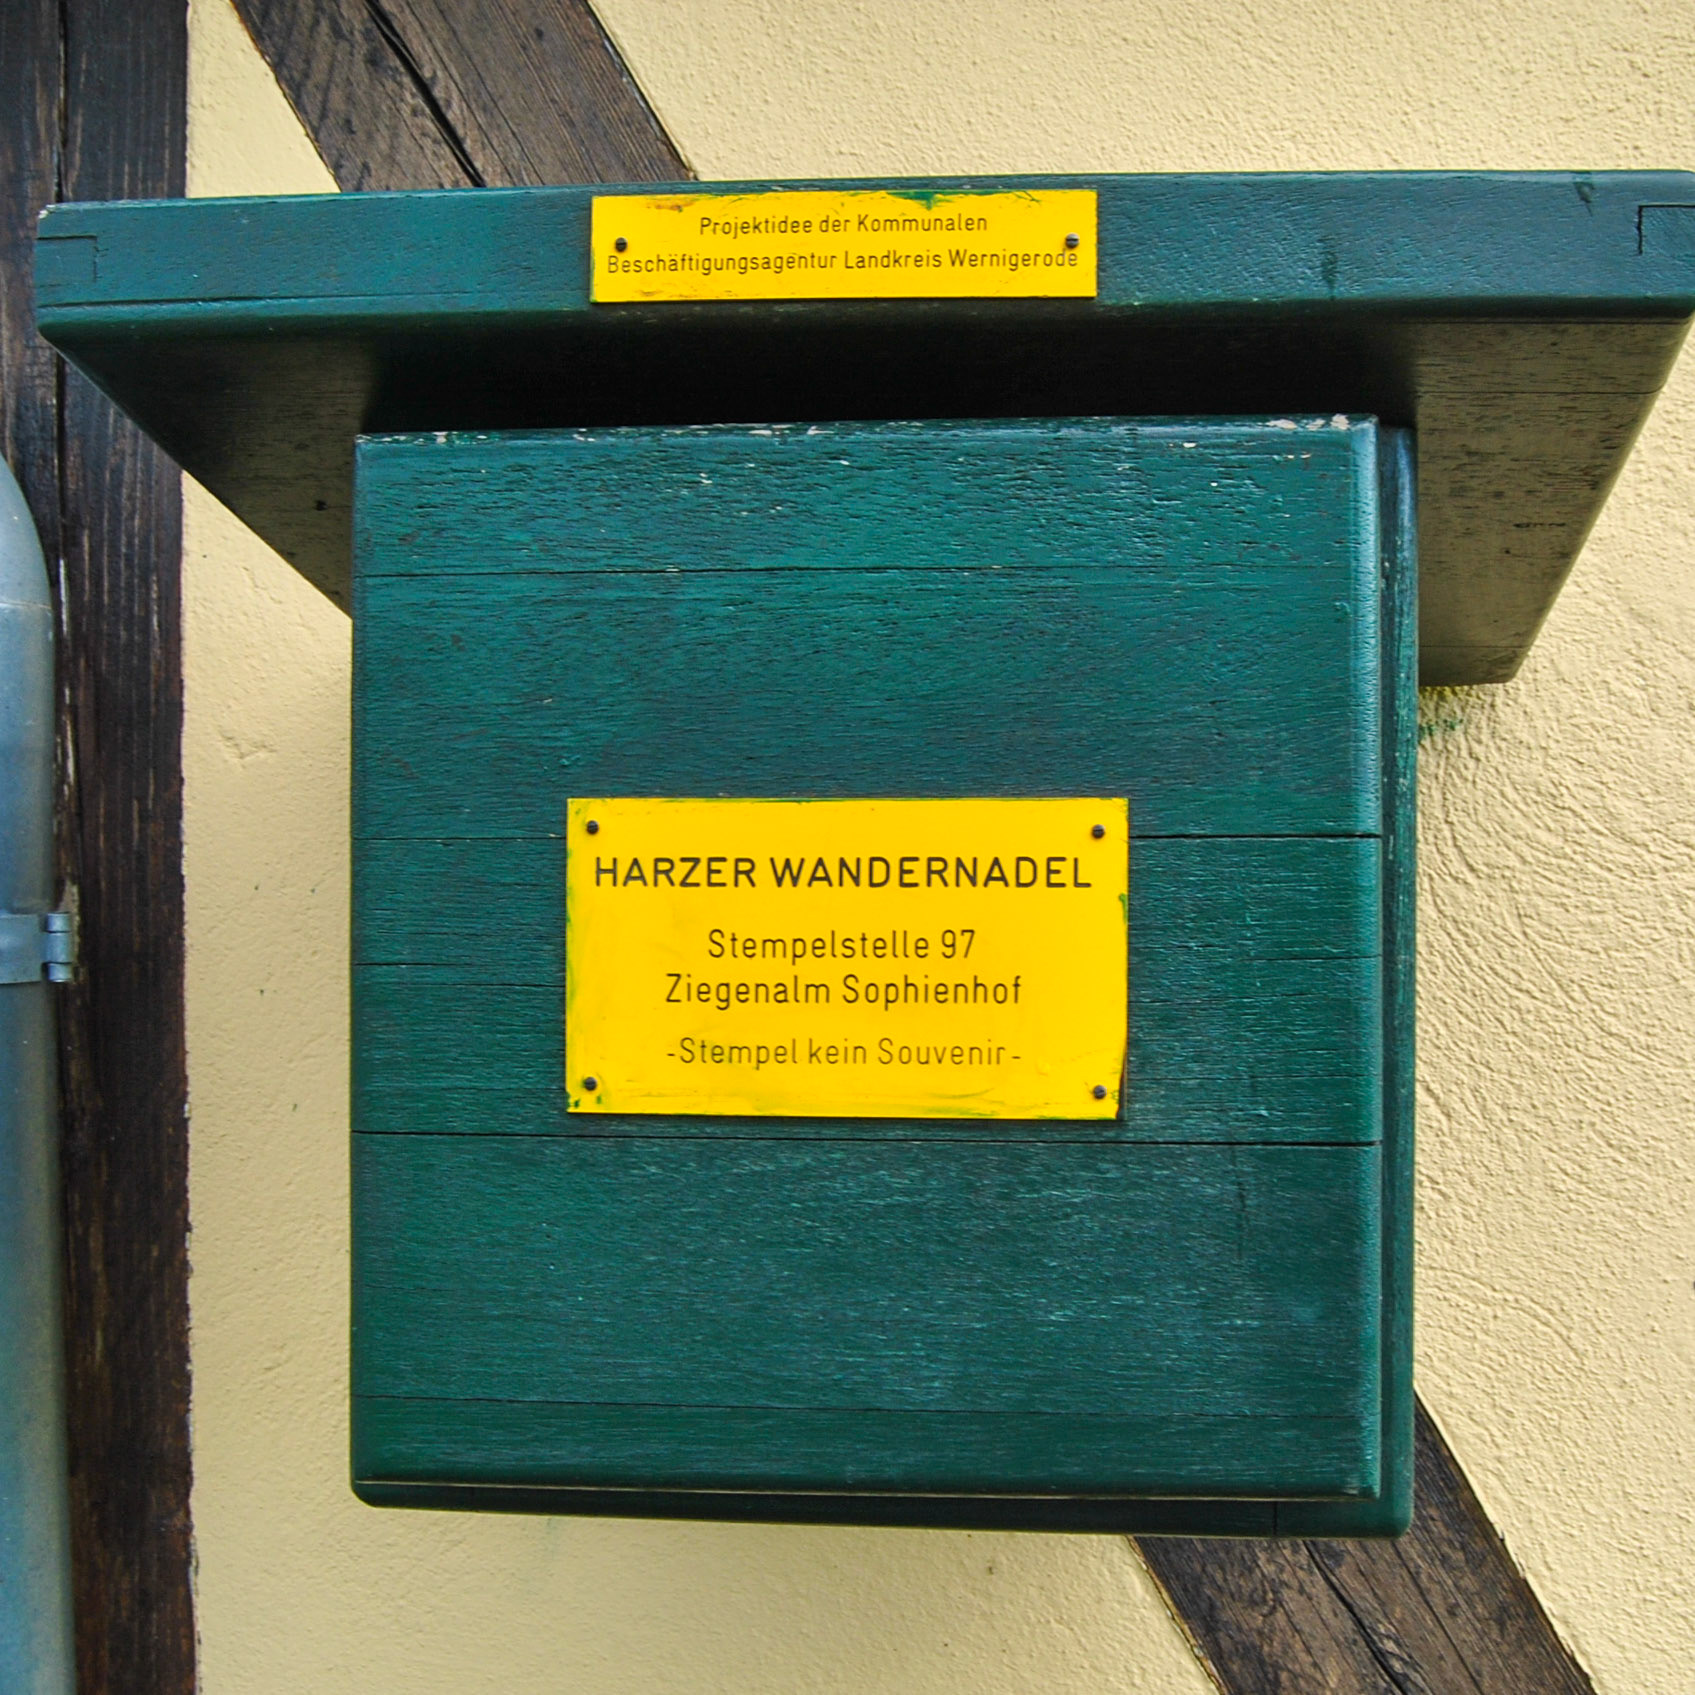 Projektidee der Kommunalen
Beschäftigungsagentur Landkreis Wernigerode
HARZER WANDERNADEL
Stempelstelle 97
Ziegenalm Sophienhof
-Stempel kein Souvenir-